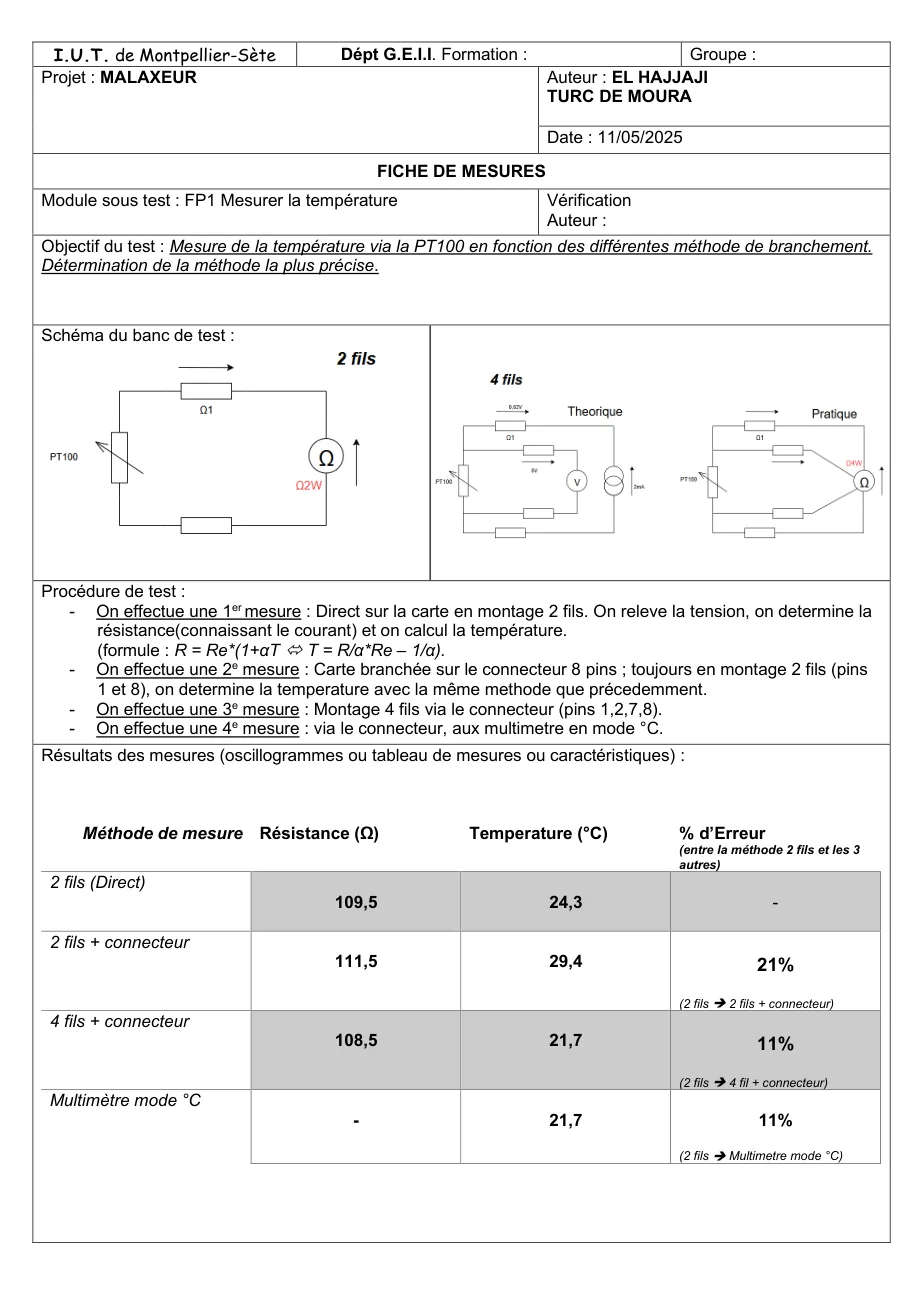 I.U.T. de Montpellier-Sète
Dépt G.E.I.I. Formation :
Groupe :
Projet : MALAXEUR
Auteur : EL HAJJAJI
TURC DE MOURA
Date : 11/05/2025
FICHE DE MESURES
Module sous test : FP1 Mesurer la température
Vérification
Auteur :
Objectif du test : Mesure de la température via la PT100 en fonction des différentes méthode de branchement.
Détermination de la méthode la plus précise.
Schéma du banc de test :
2 fils
Ω1
PT100
Ω
Ω2W
4 fils
0,62V
Theorique
Ω1
0V
PT100
V
2mA
Pratique
Ω1
Ω4W
PT100
Ω
Procédure de test :
- On effectue une 1er mesure : Direct sur la carte en montage 2 fils. On releve la tension, on determine la
résistance(connaissant le courant) et on calcul la température.
(formule : R = Re*(1+αT ⬄ T = R/α*Re – 1/α).
- On effectue une 2e mesure : Carte branchée sur le connecteur 8 pins ; toujours en montage 2 fils (pins
1 et 8), on determine la temperature avec la même methode que précedemment.
- On effectue une 3e mesure : Montage 4 fils via le connecteur (pins 1,2,7,8).
- On effectue une 4e mesure : via le connecteur, aux multimetre en mode °C.
Résultats des mesures (oscillogrammes ou tableau de mesures ou caractéristiques) :
Méthode de mesure
Résistance (Ω)
Temperature (°C)
% d’Erreur
(entre la méthode 2 fils et les 3
autres)
2 fils (Direct)
109,5
24,3
-
2 fils + connecteur
111,5
29,4
21%
(2 fils ➔ 2 fils + connecteur)
4 fils + connecteur
108,5
21,7
11%
(2 fils ➔ 4 fil + connecteur)
Multimètre mode °C
-
21,7
11%
(2 fils ➔ Multimetre mode °C)